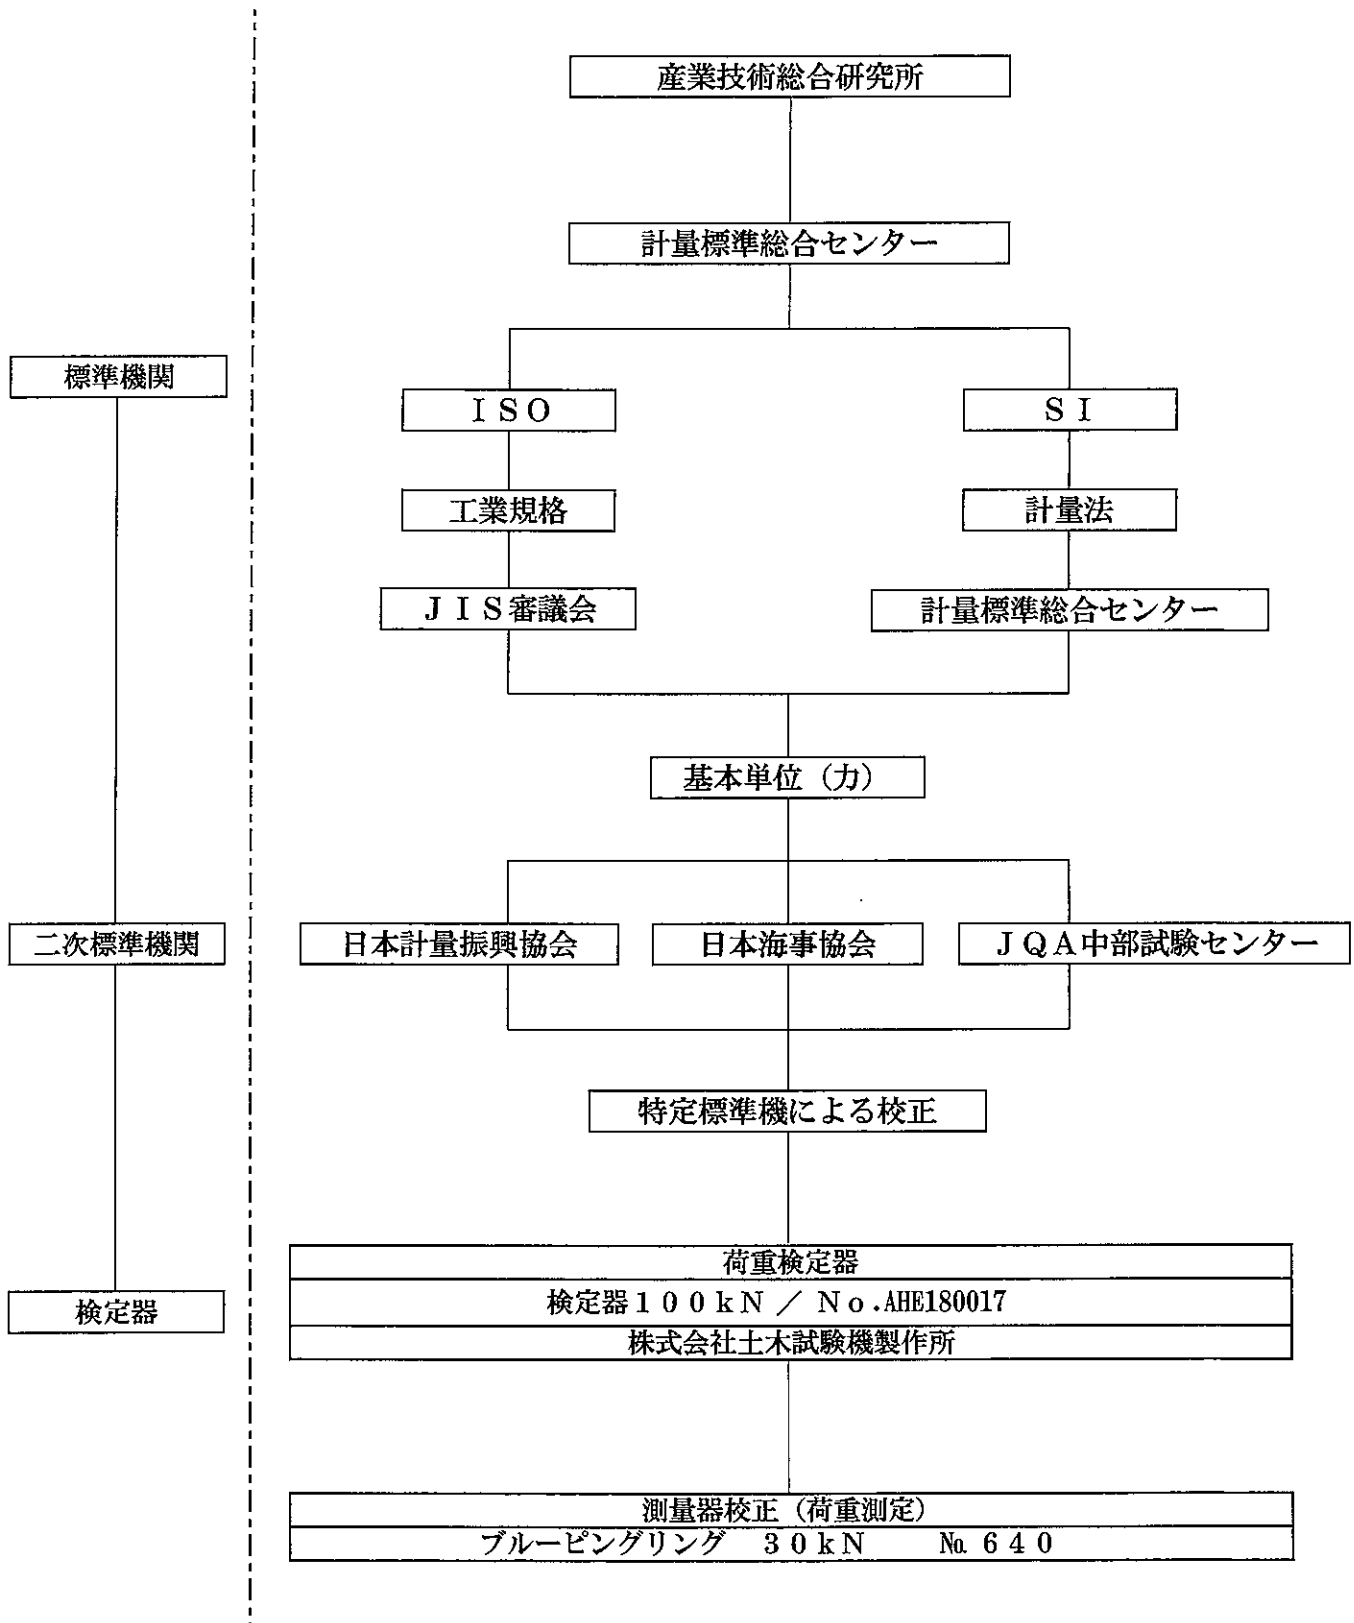 産業技術総合研究所
計量標準総合センター
標準機関
ISO
SI
工業規格
計量法
JIS審議会
計量標準総合センター
基本単位（力）
二次標準機関
日本計量振興協会
日本海事協会
JQA中部試験センター
特定標準機による校正
荷重検定器
検定器
検定器100kN ／ No.AHE180017
株式会社土木試験機製作所
測量器校正（荷重測定）
ブルーピングリング 30kN № 640